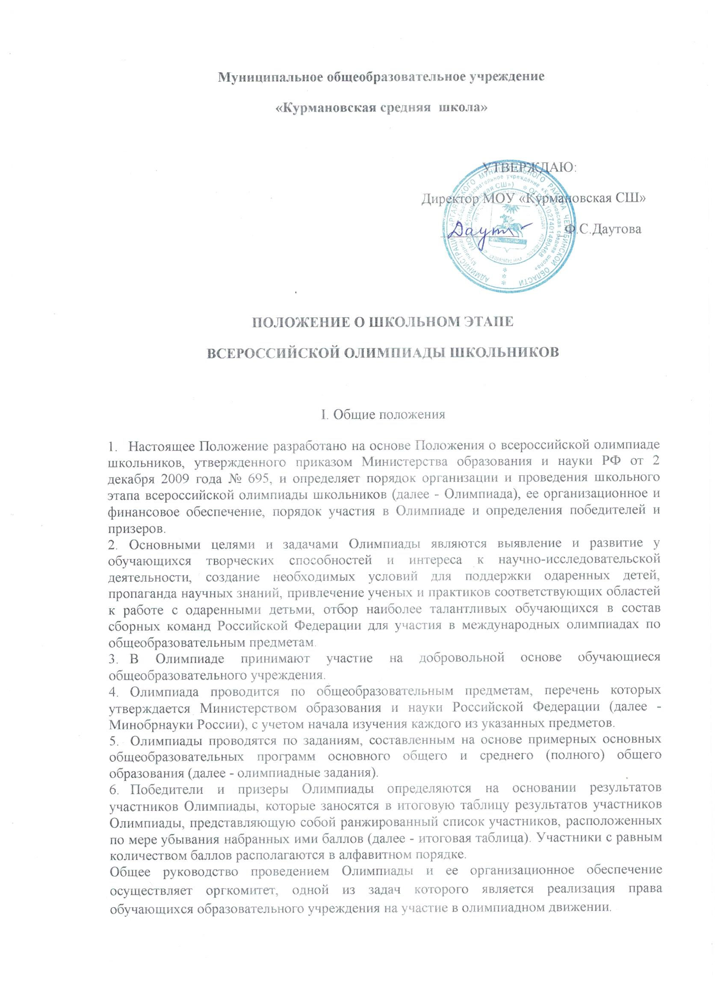 Муниципальное общеобразовательное учреждение
«Курмановская средняя школа»
УТВЕРЖДАЮ:
Директор МОУ «Курмановская СШ»
Ф.С.Даутова
АДМИНИСТРАЦИЯ АРГАЯШСКОГО МУНИЦИПАЛЬНОГО РАЙОНА ЧЕЛЯБИНСКОЙ ОБЛАСТИ
Муниципальное общеобразовательное учреждение «Курмановская средняя школа»
(МОУ «Курмановская СШ») * ОГРН 1027401480468
ПОЛОЖЕНИЕ О ШКОЛЬНОМ ЭТАПЕ
ВСЕРОССИЙСКОЙ ОЛИМПИАДЫ ШКОЛЬНИКОВ
I. Общие положения
1. Настоящее Положение разработано на основе Положения о всероссийской олимпиаде
школьников, утвержденного приказом Министерства образования и науки РФ от 2
декабря 2009 года № 695, и определяет порядок организации и проведения школьного
этапа всероссийской олимпиады школьников (далее - Олимпиада), ее организационное и
финансовое обеспечение, порядок участия в Олимпиаде и определения победителей и
призеров.
2. Основными целями и задачами Олимпиады являются выявление и развитие у
обучающихся творческих способностей и интереса к научно-исследовательской
деятельности, создание необходимых условий для поддержки одаренных детей,
пропаганда научных знаний, привлечение ученых и практиков соответствующих областей
к работе с одаренными детьми, отбор наиболее талантливых обучающихся в состав
сборных команд Российской Федерации для участия в международных олимпиадах по
общеобразовательным предметам.
3. В Олимпиаде принимают участие на добровольной основе обучающиеся
общеобразовательного учреждения.
4. Олимпиада проводится по общеобразовательным предметам, перечень которых
утверждается Министерством образования и науки Российской Федерации (далее -
Минобрнауки России), с учетом начала изучения каждого из указанных предметов.
5. Олимпиады проводятся по заданиям, составленным на основе примерных основных
общеобразовательных программ основного общего и среднего (полного) общего
образования (далее - олимпиадные задания).
6. Победители и призеры Олимпиады определяются на основании результатов
участников Олимпиады, которые заносятся в итоговую таблицу результатов участников
Олимпиады, представляющую собой ранжированный список участников, расположенных
по мере убывания набранных ими баллов (далее - итоговая таблица). Участники с равным
количеством баллов располагаются в алфавитном порядке.
Общее руководство проведением Олимпиады и ее организационное обеспечение
осуществляет оргкомитет, одной из задач которого является реализация права
обучающихся образовательного учреждения на участие в олимпиадном движении.